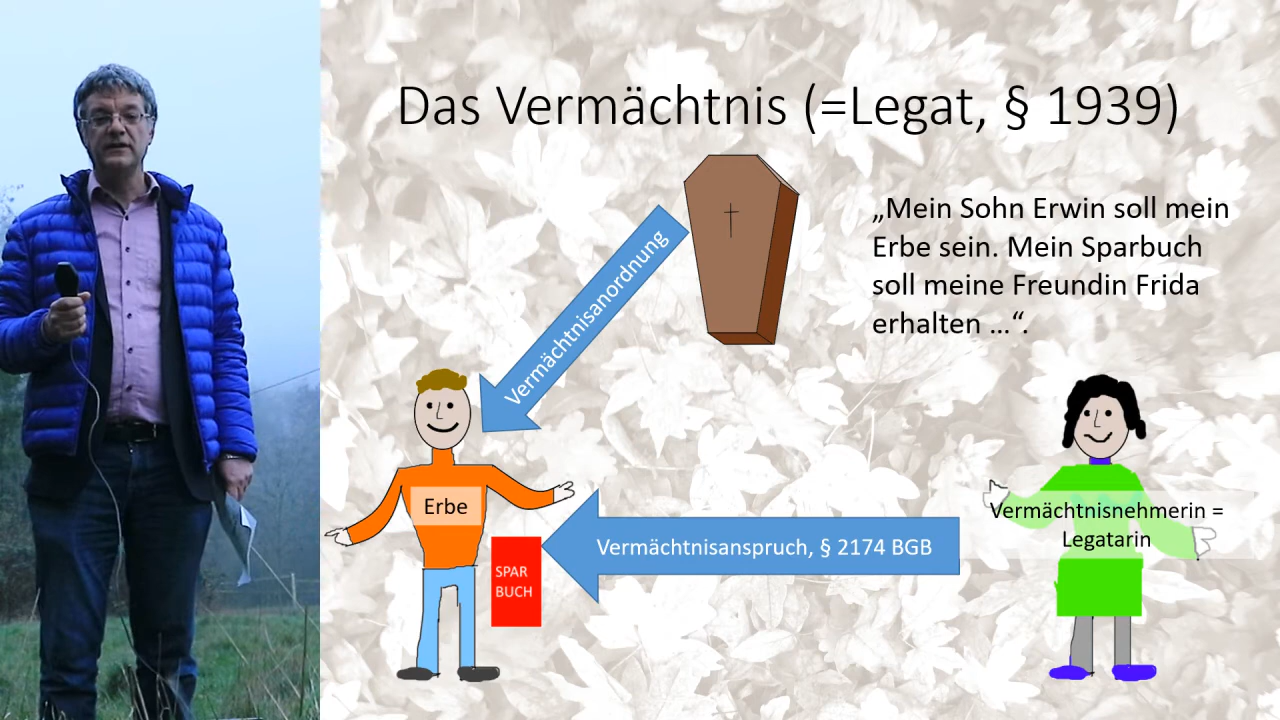 Das Vermächtnis (=Legat, § 1939)
„Mein Sohn Erwin soll mein
Erbe sein. Mein Sparbuch
soll meine Freundin Frida
erhalten …“.
Vermächtnisanordnung
Erbe
SPAR
BUCH
Vermächtnisanspruch, § 2174 BGB
Vermächtnisnehmerin =
Legatarin